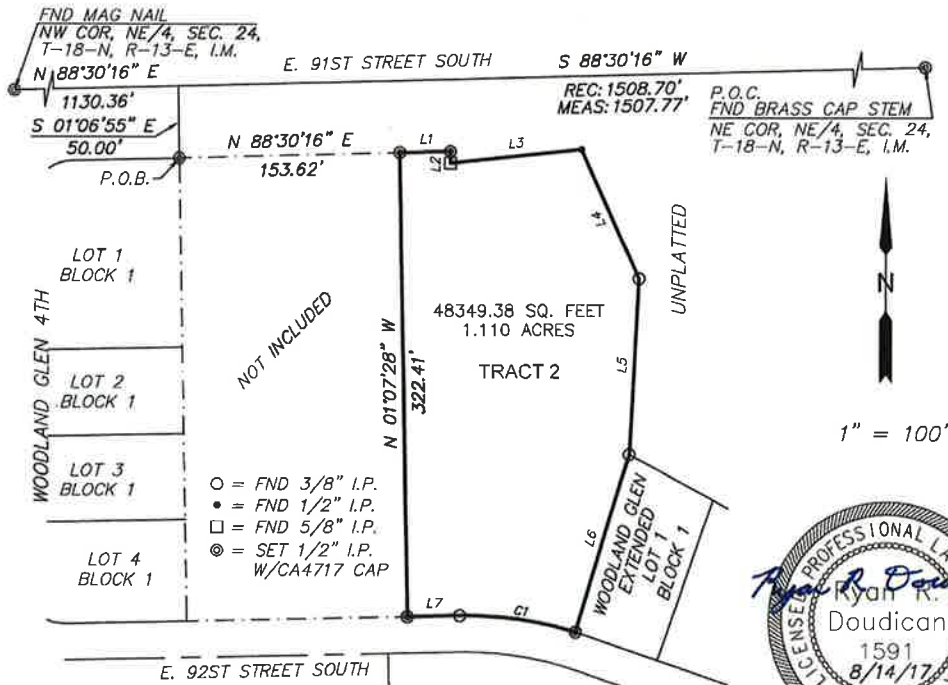 FND MAG NAIL
NW COR, NE/4, SEC. 24,
T-18-N, R-13-E, I.M.
N 88°30'16" E
1130.36'
S 01°06'55" E
50.00'
P.O.B.
E. 91ST STREET SOUTH
S 88°30'16" W
REC: 1508.70'
MEAS: 1507.77'
P.O.C.
FND BRASS CAP STEM
NE COR, NE/4, SEC. 24,
T-18-N, R-13-E, I.M.
N 88°30'16" E
153.62'
L1
L2
L3
L4
UNPLATTED
N
1" = 100'
LOT 1
BLOCK 1
WOODLAND GLEN 4TH
LOT 2
BLOCK 1
LOT 3
BLOCK 1
LOT 4
BLOCK 1
NOT INCLUDED
N 01°07'28" W
322.41'
48349.38 SQ. FEET
1.110 ACRES
TRACT 2
L5
L6
○ = FND 3/8" I.P.
• = FND 1/2" I.P.
□ = FND 5/8" I.P.
◎ = SET 1/2" I.P.
W/CA4717 CAP
WOODLAND GLEN
EXTENDED
LOT 1
BLOCK 1
L7
C1
E. 92ST STREET SOUTH
LICENSED PROFESSIONAL LA
Ryan R.
Doudican
1591
8/14/17